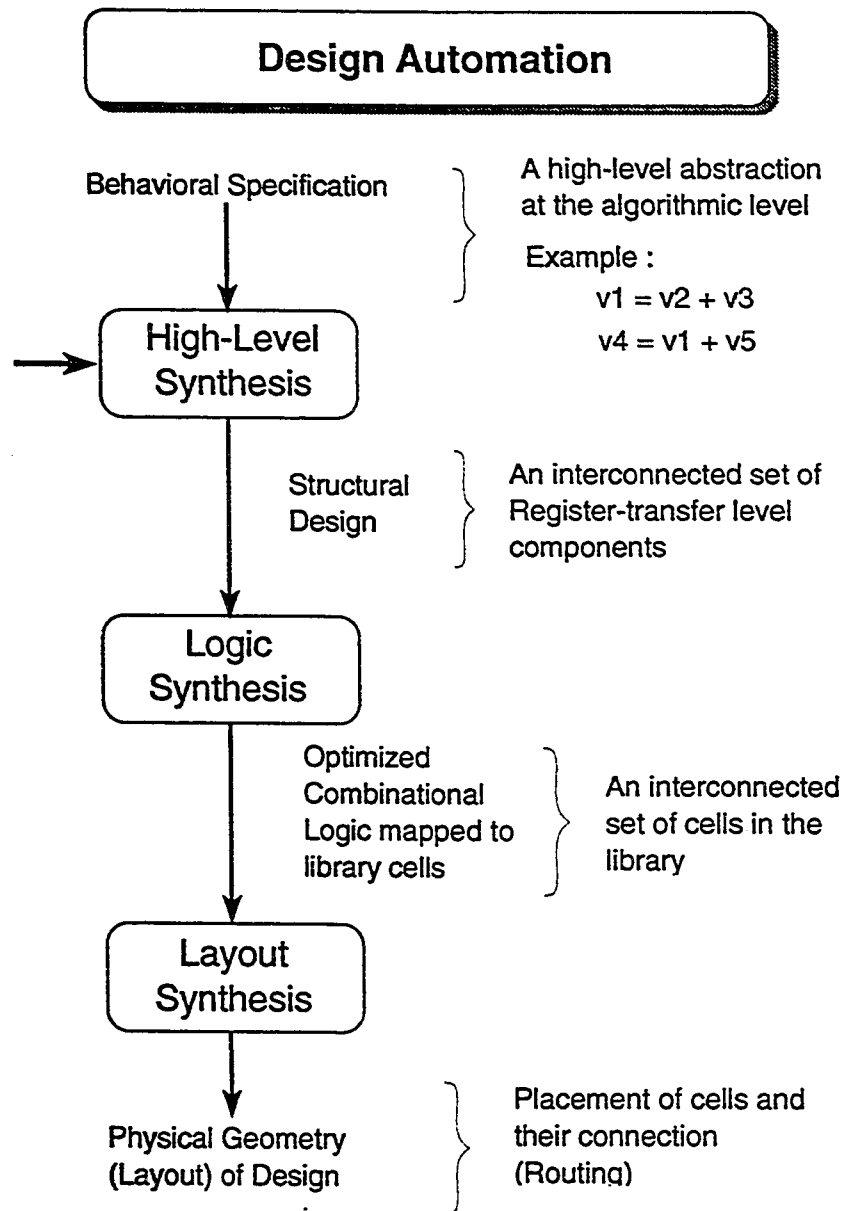 Design Automation
Behavioral Specification
A high-level abstraction
at the algorithmic level
Example :
v1 = v2 + v3
v4 = v1 + v5
High-Level
Synthesis
Structural
Design
An interconnected set of
Register-transfer level
components
Logic
Synthesis
Optimized
Combinational
Logic mapped to
library cells
An interconnected
set of cells in the
library
Layout
Synthesis
Physical Geometry
(Layout) of Design
Placement of cells and
their connection
(Routing)